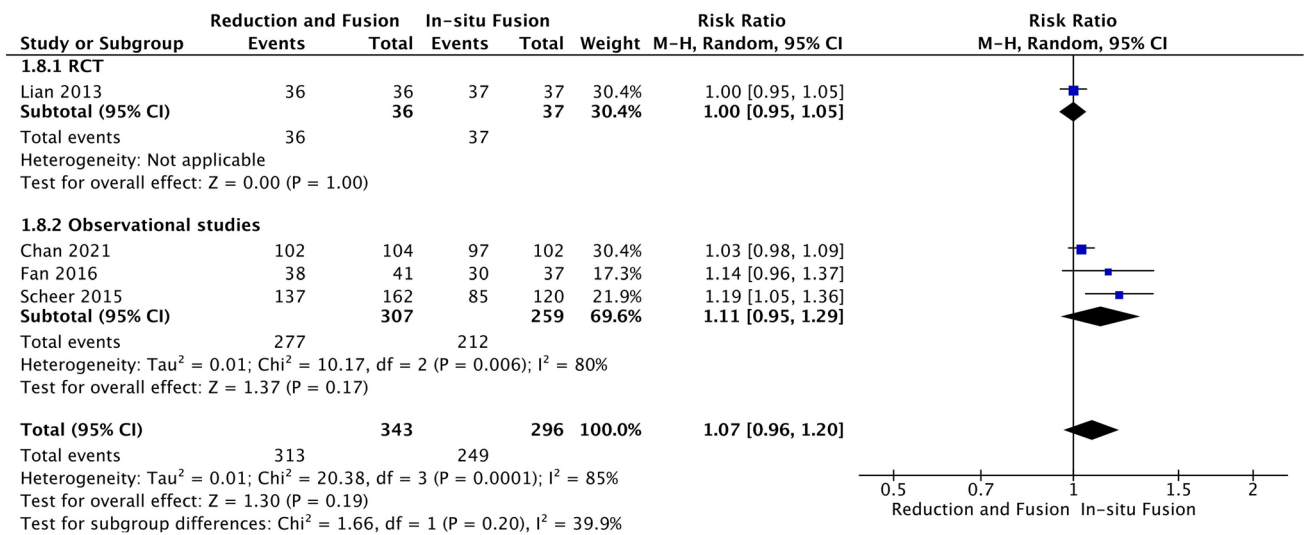 Reduction and Fusion In-situ Fusion Risk Ratio Risk Ratio
Study or Subgroup Events Total Events Total Weight M-H, Random, 95% CI M-H, Random, 95% CI
1.8.1 RCT
Lian 2013 36 36 37 37 30.4% 1.00 [0.95, 1.05]
Subtotal (95% CI) 36 37 30.4% 1.00 [0.95, 1.05]
Total events 36 37
Heterogeneity: Not applicable
Test for overall effect: Z = 0.00 (P = 1.00)
1.8.2 Observational studies
Chan 2021 102 104 97 102 30.4% 1.03 [0.98, 1.09]
Fan 2016 38 41 30 37 17.3% 1.14 [0.96, 1.37]
Scheer 2015 137 162 85 120 21.9% 1.19 [1.05, 1.36]
Subtotal (95% CI) 307 259 69.6% 1.11 [0.95, 1.29]
Total events 277 212
Heterogeneity: Tau² = 0.01; Chi² = 10.17, df = 2 (P = 0.006); I² = 80%
Test for overall effect: Z = 1.37 (P = 0.17)
Total (95% CI) 343 296 100.0% 1.07 [0.96, 1.20]
Total events 313 249
Heterogeneity: Tau² = 0.01; Chi² = 20.38, df = 3 (P = 0.0001); I² = 85%
Test for overall effect: Z = 1.30 (P = 0.19)
Test for subgroup differences: Chi² = 1.66, df = 1 (P = 0.20), I² = 39.9%
0.5 0.7 1 1.5 2
Reduction and Fusion In-situ Fusion